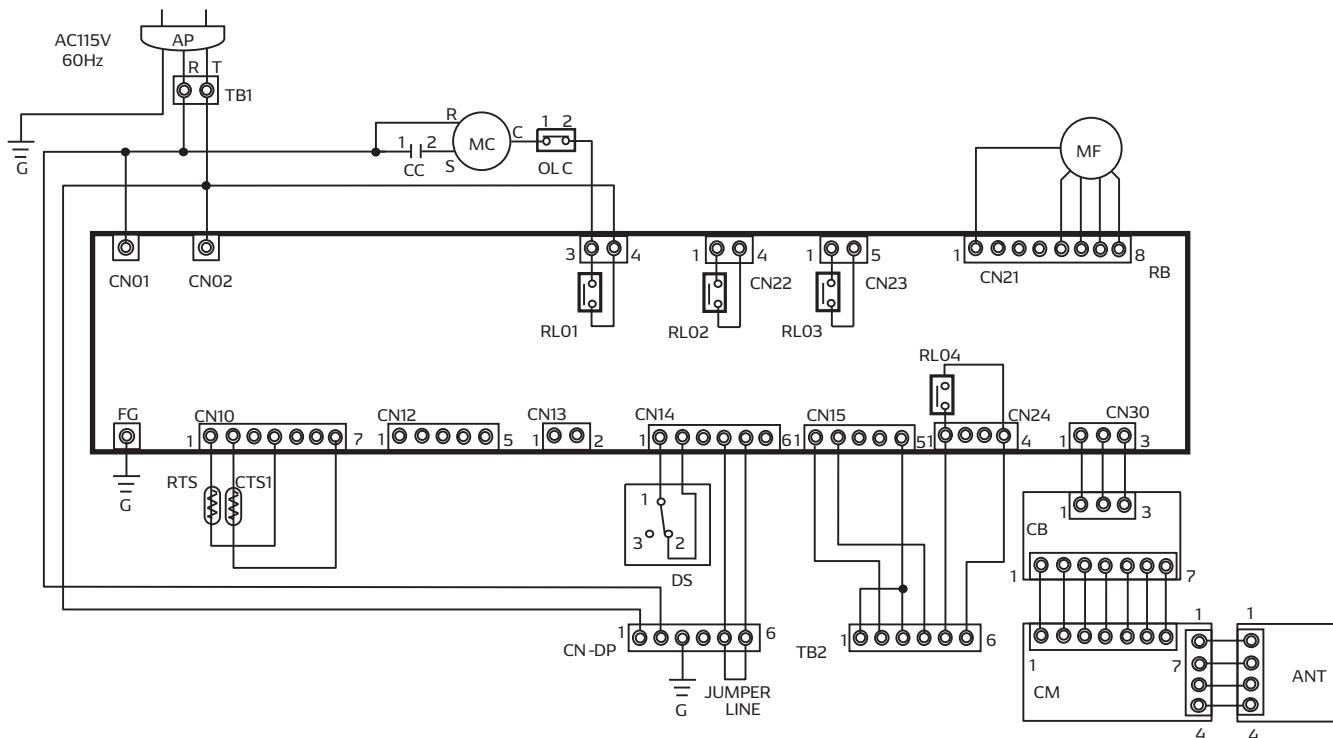 AC115V
60Hz
AP
R T
TB1
G
R
1 2
CC
S
MC
C
1 2
OLC
MF
CN01
CN02
3 4
RL01
1 4
CN22
RL02
1 5
CN23
RL03
1 8
CN21
RB
RL04
FG
G
CN10
1 7
RTS
CTS1
CN12
1 5
CN13
1 2
CN14
1 6
1
3 2
DS
CN15
1 5
CN24
1 4
CN30
1 3
1 3
CB
1 7
1 7
CM
1
4
1
4
ANT
CN-DP
1 6
G
JUMPER
LINE
TB2
1 6